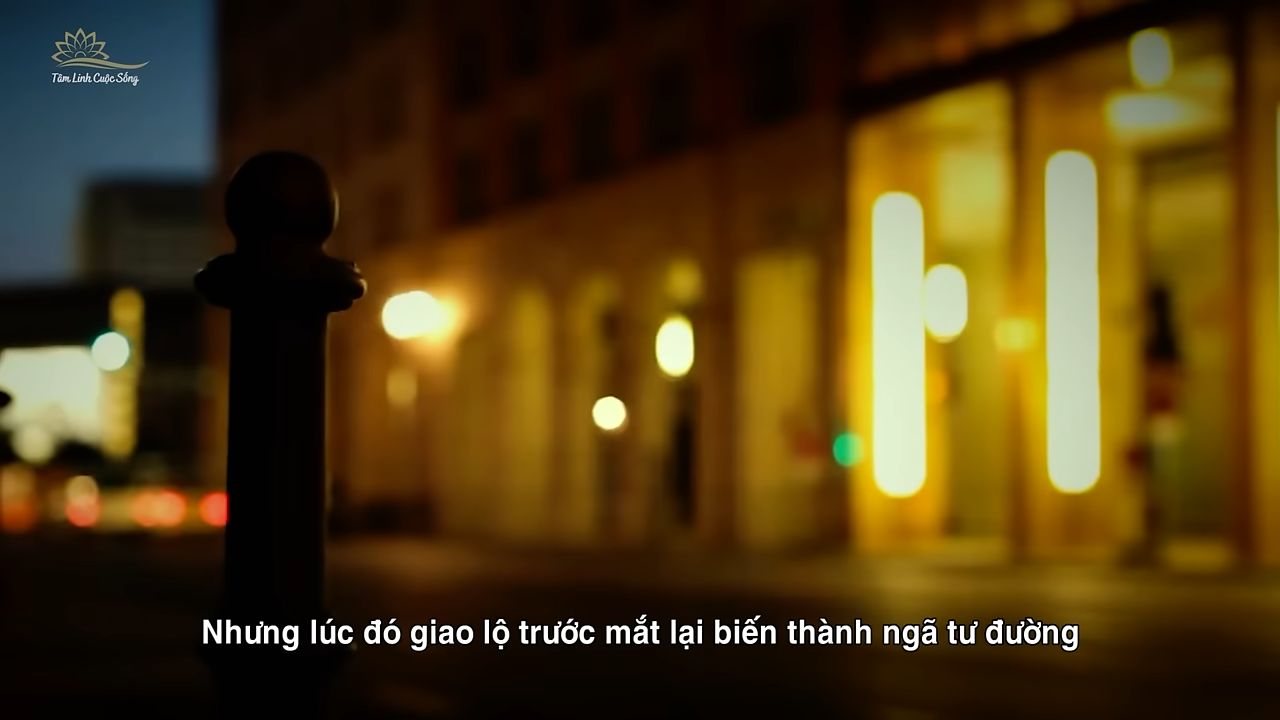 Tâm Linh Cuộc Sống
Nhưng lúc đó giao lộ trước mắt lại biến thành ngã tư đường